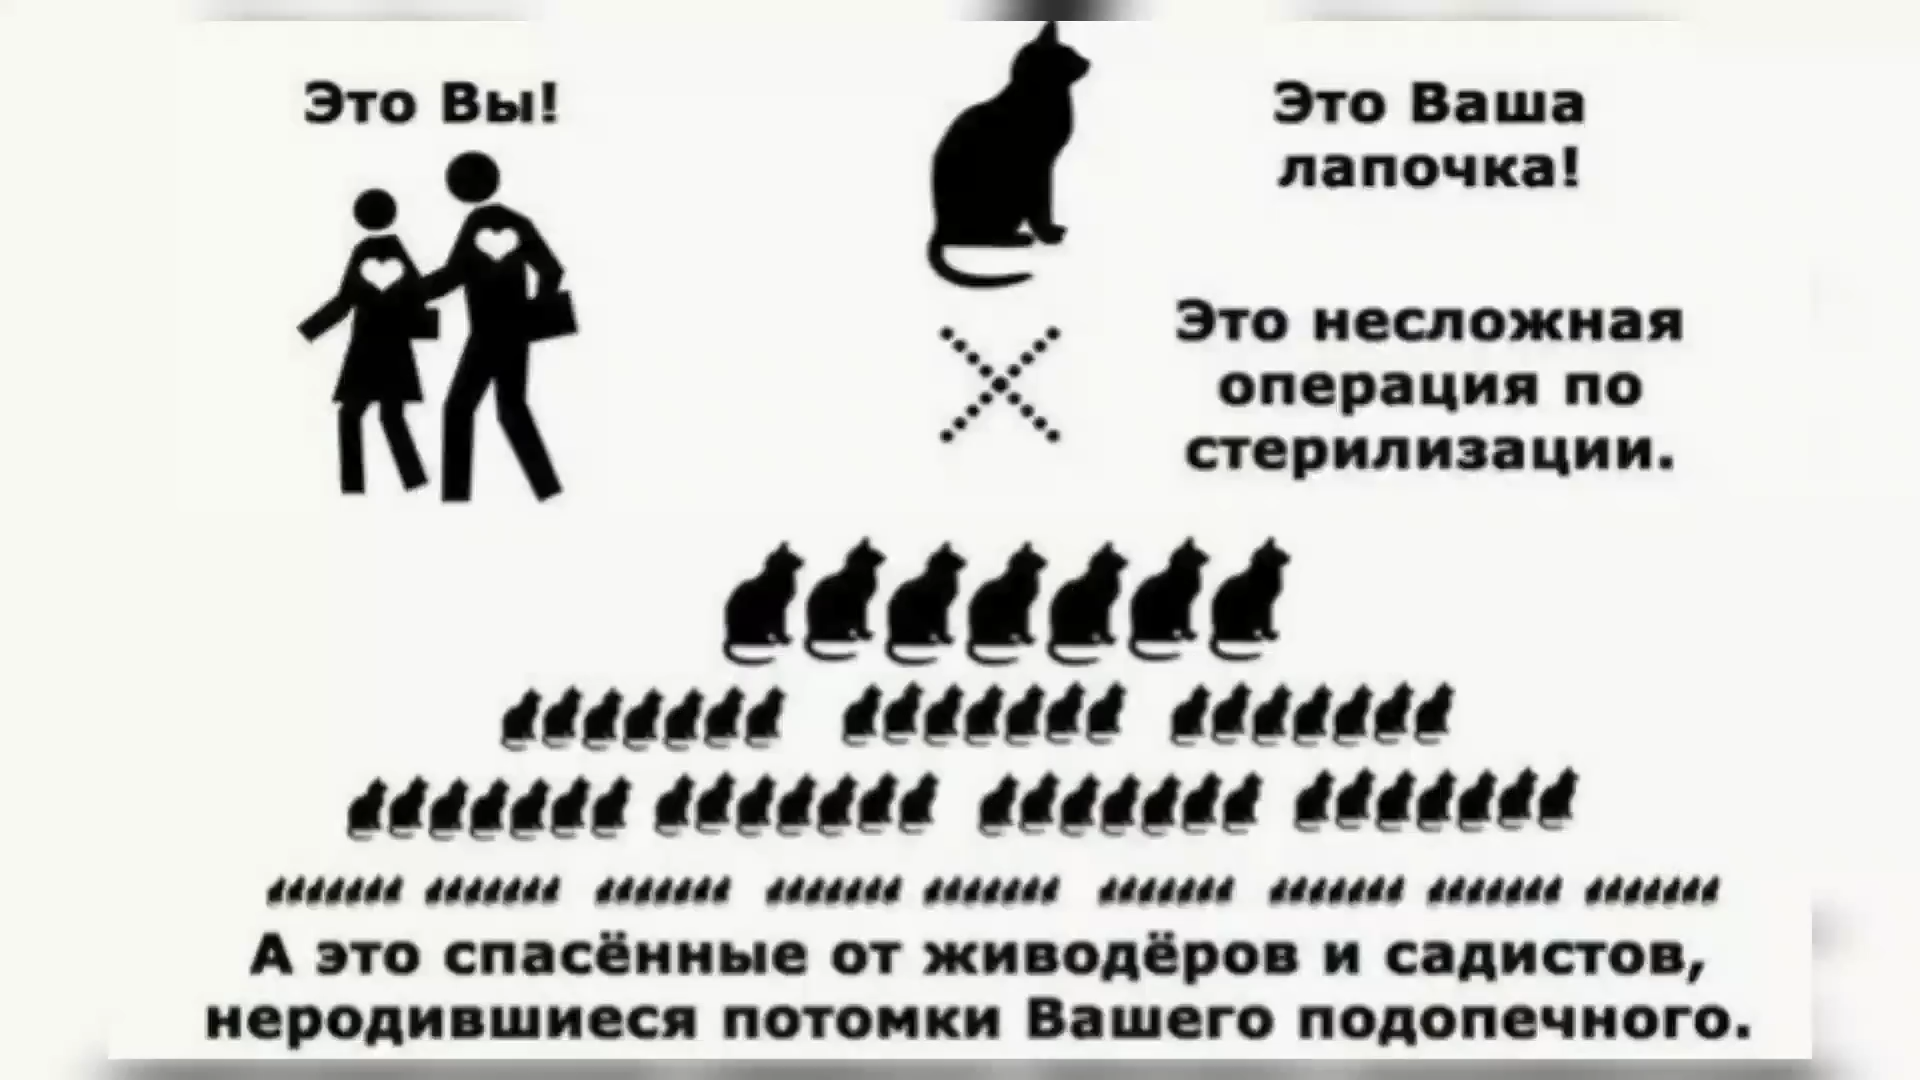 Это Вы!
Это Ваша
лапочка!
Это несложная
операция по
стерилизации.
А это спасённые от живодёров и садистов,
неродившиеся потомки Вашего подопечного.